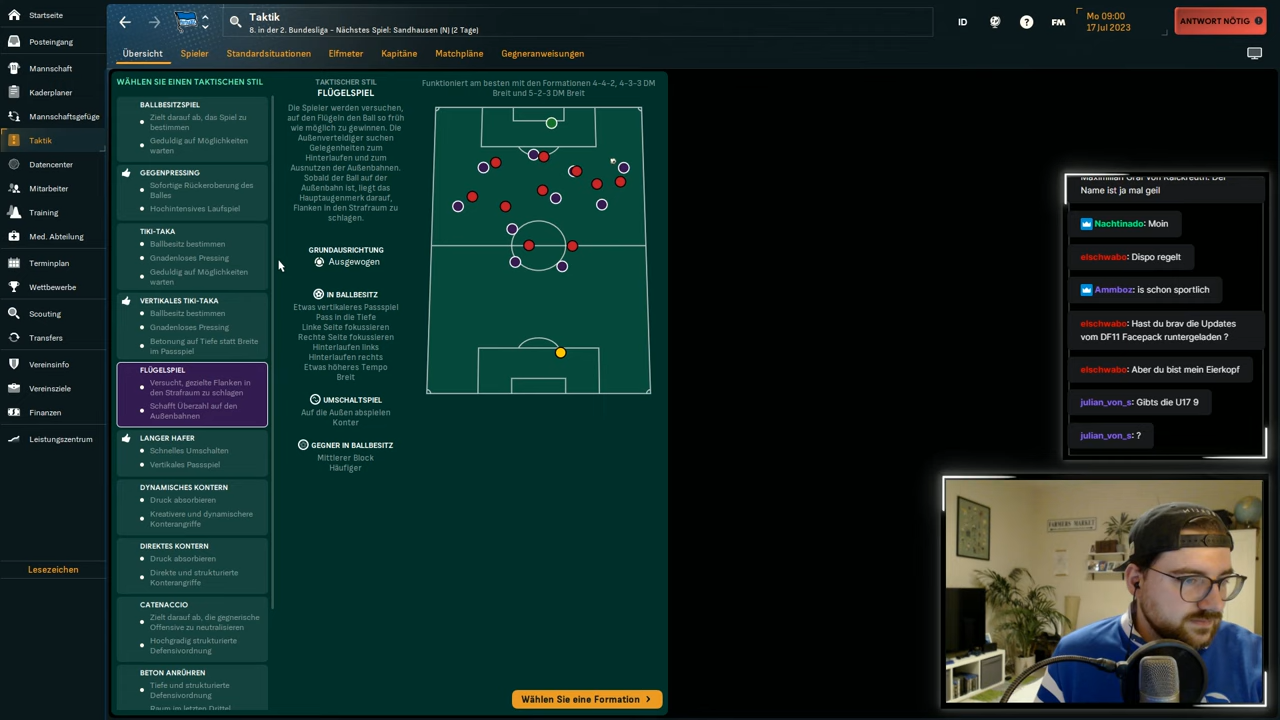 Startseite
Posteingang
Mannschaft
Kaderplaner
Mannschaftsgefüge
Taktik
Datencenter
Mitarbeiter
Training
Med. Abteilung
Terminplan
Wettbewerbe
Scouting
Transfers
Vereinsinfo
Vereinsziele
Finanzen
Leistungszentrum
Lesezeichen
Taktik
8. in der 2. Bundesliga - Nächstes Spiel: Sandhausen (N) (2 Tage)
ID
FM
Mo 09:00
17 Jul 2023
ANTWORT NÖTIG
Übersicht
Spieler
Standardsituationen
Elfmeter
Kapitäne
Matchpläne
Gegneranweisungen
WÄHLEN SIE EINEN TAKTISCHEN STIL
BALLBESITZSPIEL
Zielt darauf ab, das Spiel zu
bestimmen
Geduldig auf Möglichkeiten
warten
GEGENPRESSING
Sofortige Rückeroberung des
Balles
Hochintensives Laufspiel
TIKI-TAKA
Ballbesitz bestimmen
Gnadenloses Pressing
Geduldig auf Möglichkeiten
warten
VERTIKALES TIKI-TAKA
Ballbesitz bestimmen
Gnadenloses Pressing
Betonung auf Tiefe statt Breite
im Passspiel
FLÜGELSPIEL
Versucht, gezielte Flanken in
den Strafraum zu schlagen
Schafft Überzahl auf den
Außenbahnen
LANGER HAFER
Schnelles Umschalten
Vertikales Passspiel
DYNAMISCHES KONTERN
Druck absorbieren
Kreativere und dynamischere
Konterangriffe
DIREKTES KONTERN
Druck absorbieren
Direkte und strukturierte
Konterangriffe
CATENACCIO
Zielt darauf ab, die gegnerische
Offensive zu neutralisieren
Hochgradig strukturierte
Defensivordnung
BETON ANRÜHREN
Tiefe und strukturierte
Defensivordnung
Raum im letzten Drittel
TAKTISCHER STIL
FLÜGELSPIEL
Die Spieler werden versuchen,
auf den Flügeln den Ball so früh
wie möglich zu gewinnen. Die
Außenverteidiger suchen
Gelegenheiten zum
Hinterlaufen und zum
Ausnutzen der Außenbahnen.
Sobald der Ball auf der
Außenbahn ist, liegt das
Hauptaugenmerk darauf,
Flanken in den Strafraum zu
schlagen.
GRUNDAUSRICHTUNG
Ausgewogen
IN BALLBESITZ
Etwas vertikaleres Passspiel
Pass in die Tiefe
Linke Seite fokussieren
Rechte Seite fokussieren
Hinterlaufen links
Hinterlaufen rechts
Etwas höheres Tempo
Breit
UMSCHALTSPIEL
Auf die Außen abspielen
Konter
GEGNER IN BALLBESITZ
Mittlerer Block
Häufiger
Funktioniert am besten mit den Formationen 4-4-2, 4-3-3 DM
Breit und 5-2-3 DM Breit
Wählen Sie eine Formation
Maximilian Graf von Kalckreuth. Der
Name ist ja mal geil
Nachtinado: Moin
elschwabo: Dispo regelt
Ammboz: is schon sportlich
elschwabo: Hast du brav die Updates
vom DF11 Facepack runtergeladen ?
elschwabo: Aber du bist mein Eierkopf
julian_von_s: Gibts die U17 9
julian_von_s: ?
FARMERS MARKET